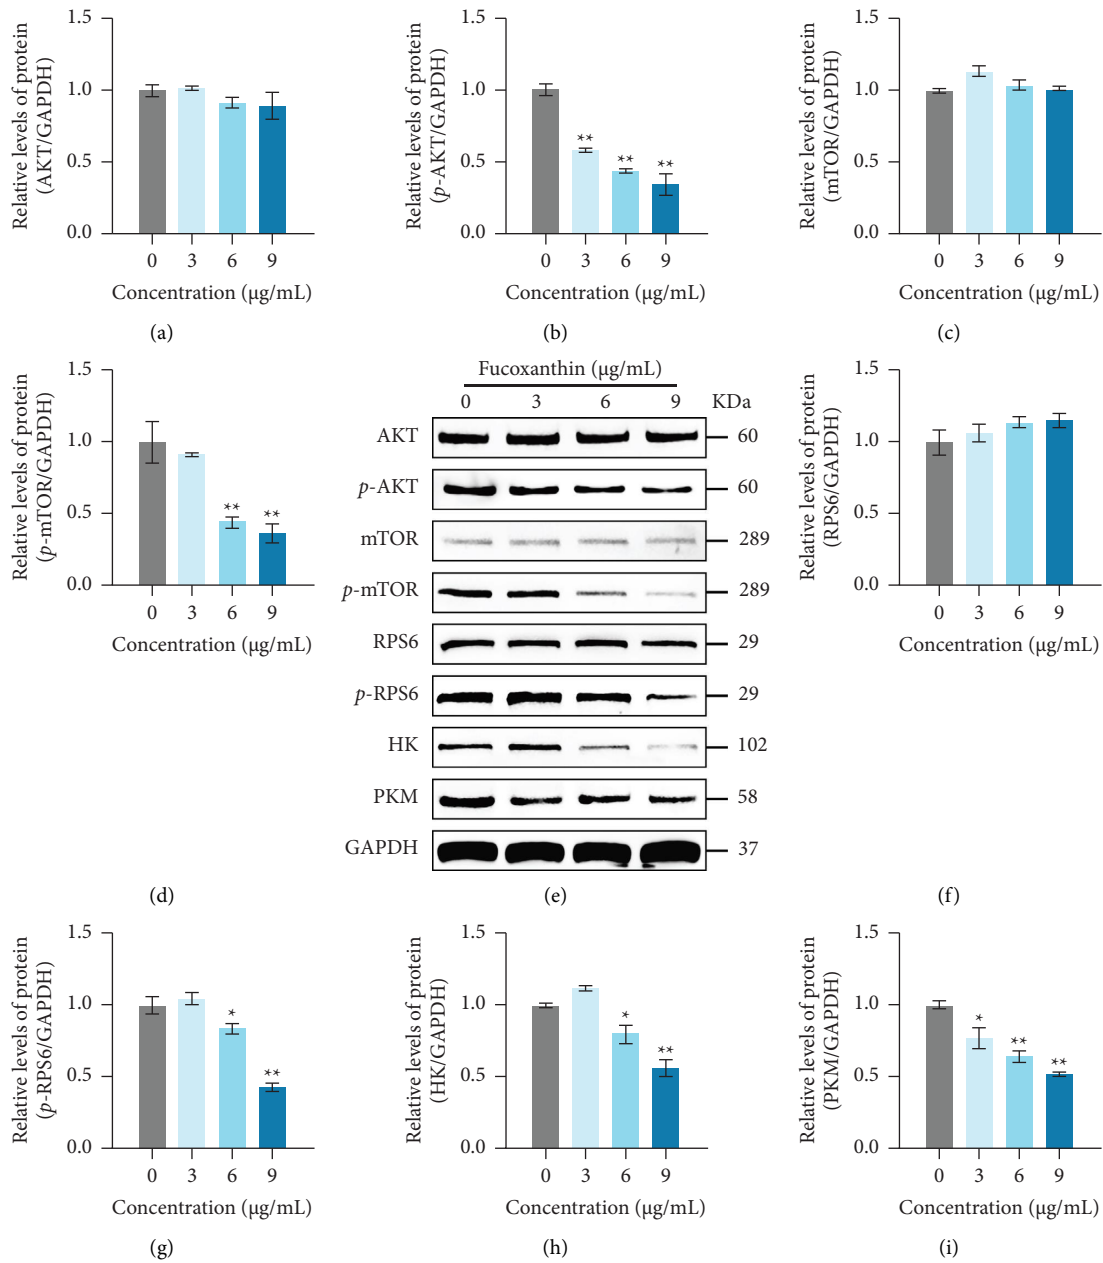 Relative levels of protein
(AKT/GAPDH)
1.5
1.0
0.5
0.0
0 3 6 9
Concentration (μg/mL)
(a)
Relative levels of protein
(p-AKT/GAPDH)
1.5
1.0
0.5
0.0
** ** **
0 3 6 9
Concentration (μg/mL)
(b)
Relative levels of protein
(mTOR/GAPDH)
1.5
1.0
0.5
0.0
0 3 6 9
Concentration (μg/mL)
(c)
Relative levels of protein
(p-mTOR/GAPDH)
1.5
1.0
0.5
0.0
** **
0 3 6 9
Concentration (μg/mL)
(d)
Fucoxanthin (μg/mL)
0 3 6 9 KDa
AKT 60
p-AKT 60
mTOR 289
p-mTOR 289
RPS6 29
p-RPS6 29
HK 102
PKM 58
GAPDH 37
(e)
Relative levels of protein
(RPS6/GAPDH)
1.5
1.0
0.5
0.0
0 3 6 9
Concentration (μg/mL)
(f)
Relative levels of protein
(p-RPS6/GAPDH)
1.5
1.0
0.5
0.0
* **
0 3 6 9
Concentration (μg/mL)
(g)
Relative levels of protein
(HK/GAPDH)
1.5
1.0
0.5
0.0
* **
0 3 6 9
Concentration (μg/mL)
(h)
Relative levels of protein
(PKM/GAPDH)
1.5
1.0
0.5
0.0
* ** **
0 3 6 9
Concentration (μg/mL)
(i)